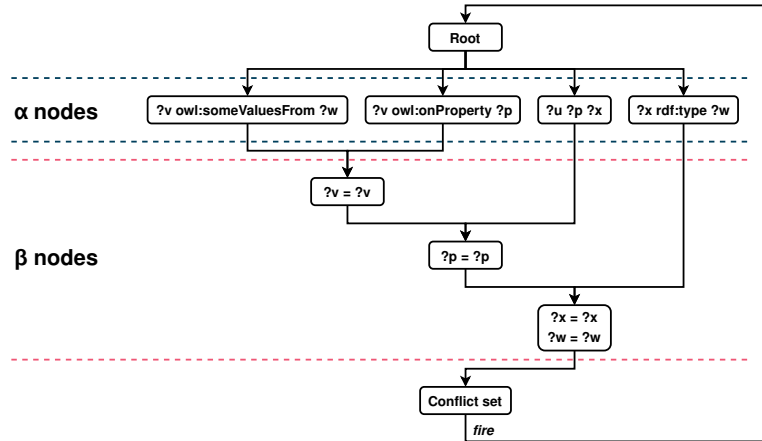 Root
α nodes
?v owl:someValuesFrom ?w
?v owl:onProperty ?p
?u ?p ?x
?x rdf:type ?w
?v = ?v
β nodes
?p = ?p
?x = ?x
?w = ?w
Conflict set
fire